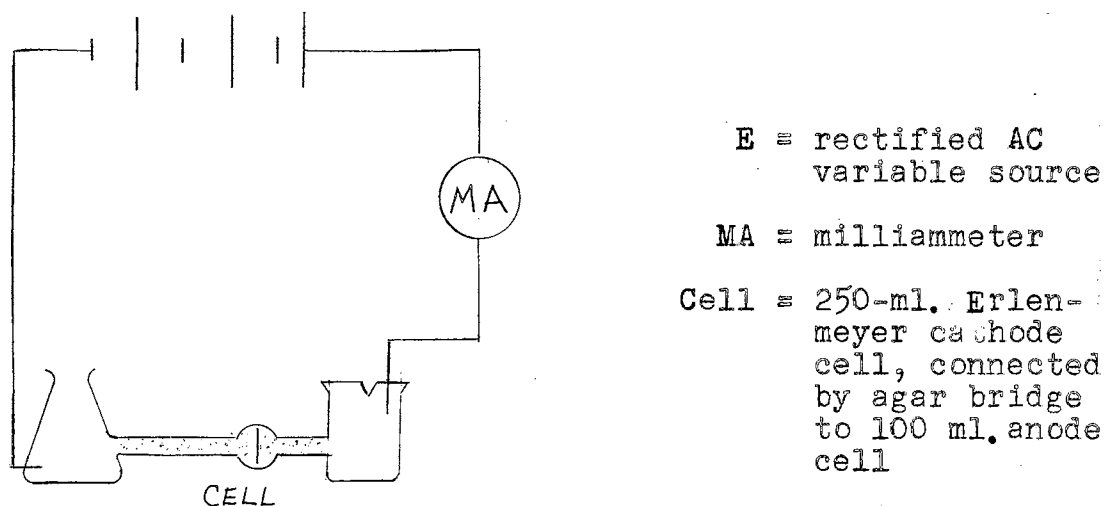 E = rectified AC
variable source
MA
MA = milliammeter
Cell = 250-ml. Erlen-
meyer cathode
cell, connected
by agar bridge
to 100 ml. anode
cell
CELL